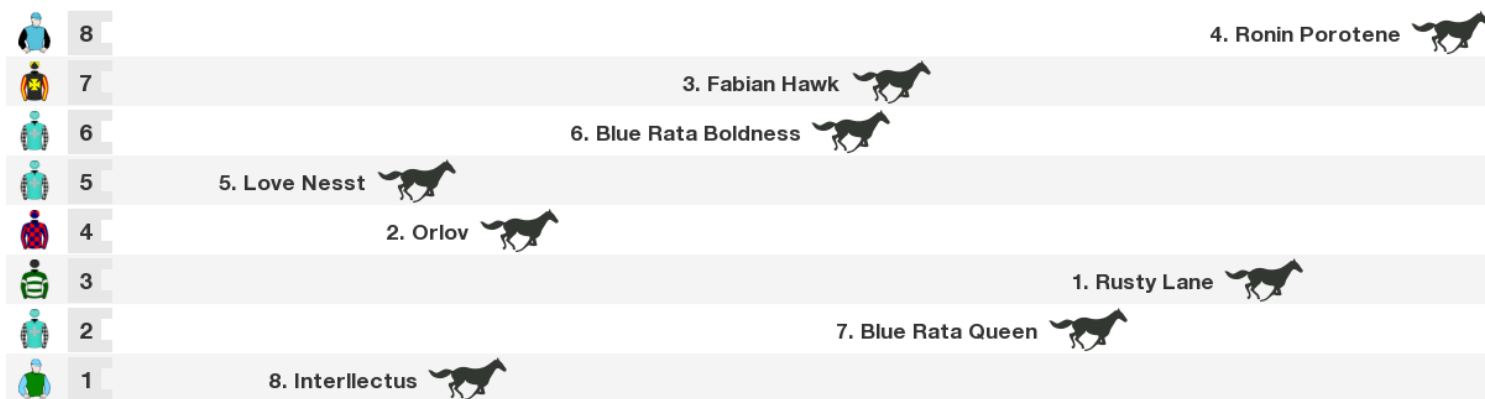 8 4. Ronin Porotene
7 3. Fabian Hawk
6 6. Blue Rata Boldness
5 5. Love Nesst
4 2. Orlov
3 1. Rusty Lane
2 7. Blue Rata Queen
1 8. Interllectus